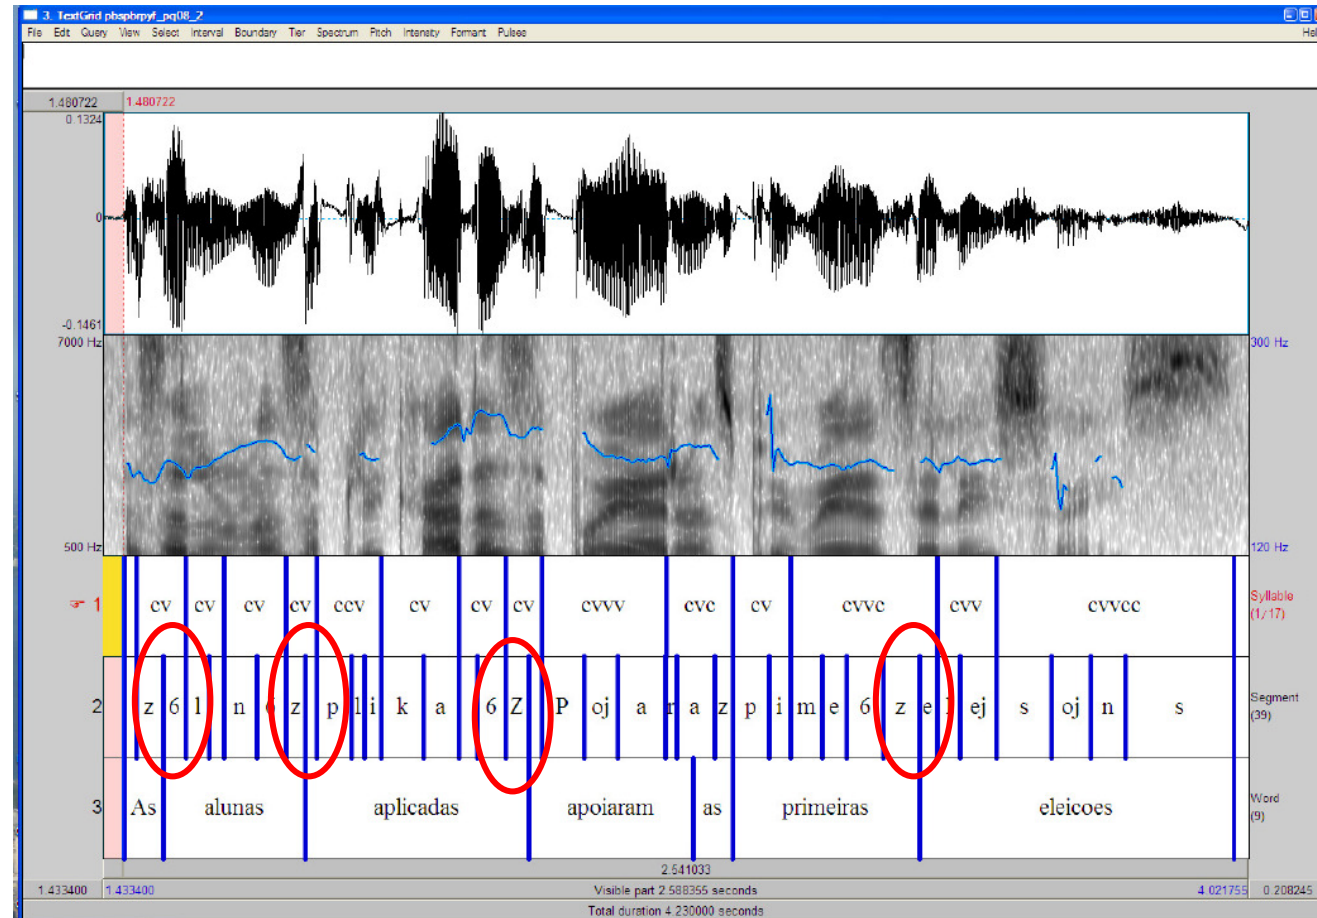 3. TextGrid pbspbrpyf_pq08_2
File Edit Query View Select Interval Boundary Tier Spectrum Pitch Intensity Formant Pulses Hel
1.480722 1.480722
0.1324
0
-0.1461
7000 Hz 300 Hz
500 Hz 120 Hz
1 cv cv cv cv ccv cv cv cv cvvv cvc cv cvvc cvv cvvcc Syllable
(1/17)
2 z 6 l n 6 z p l i k a 6 Z P oj a r a z p i m e 6 z e l ej s oj n s Segment
(39)
3 As alunas aplicadas apoiaram as primeiras eleicoes Word
(9)
2.541033
1.433400 1.433400 Visible part 2.588355 seconds 4.021755 0.208245
Total duration 4.230000 seconds